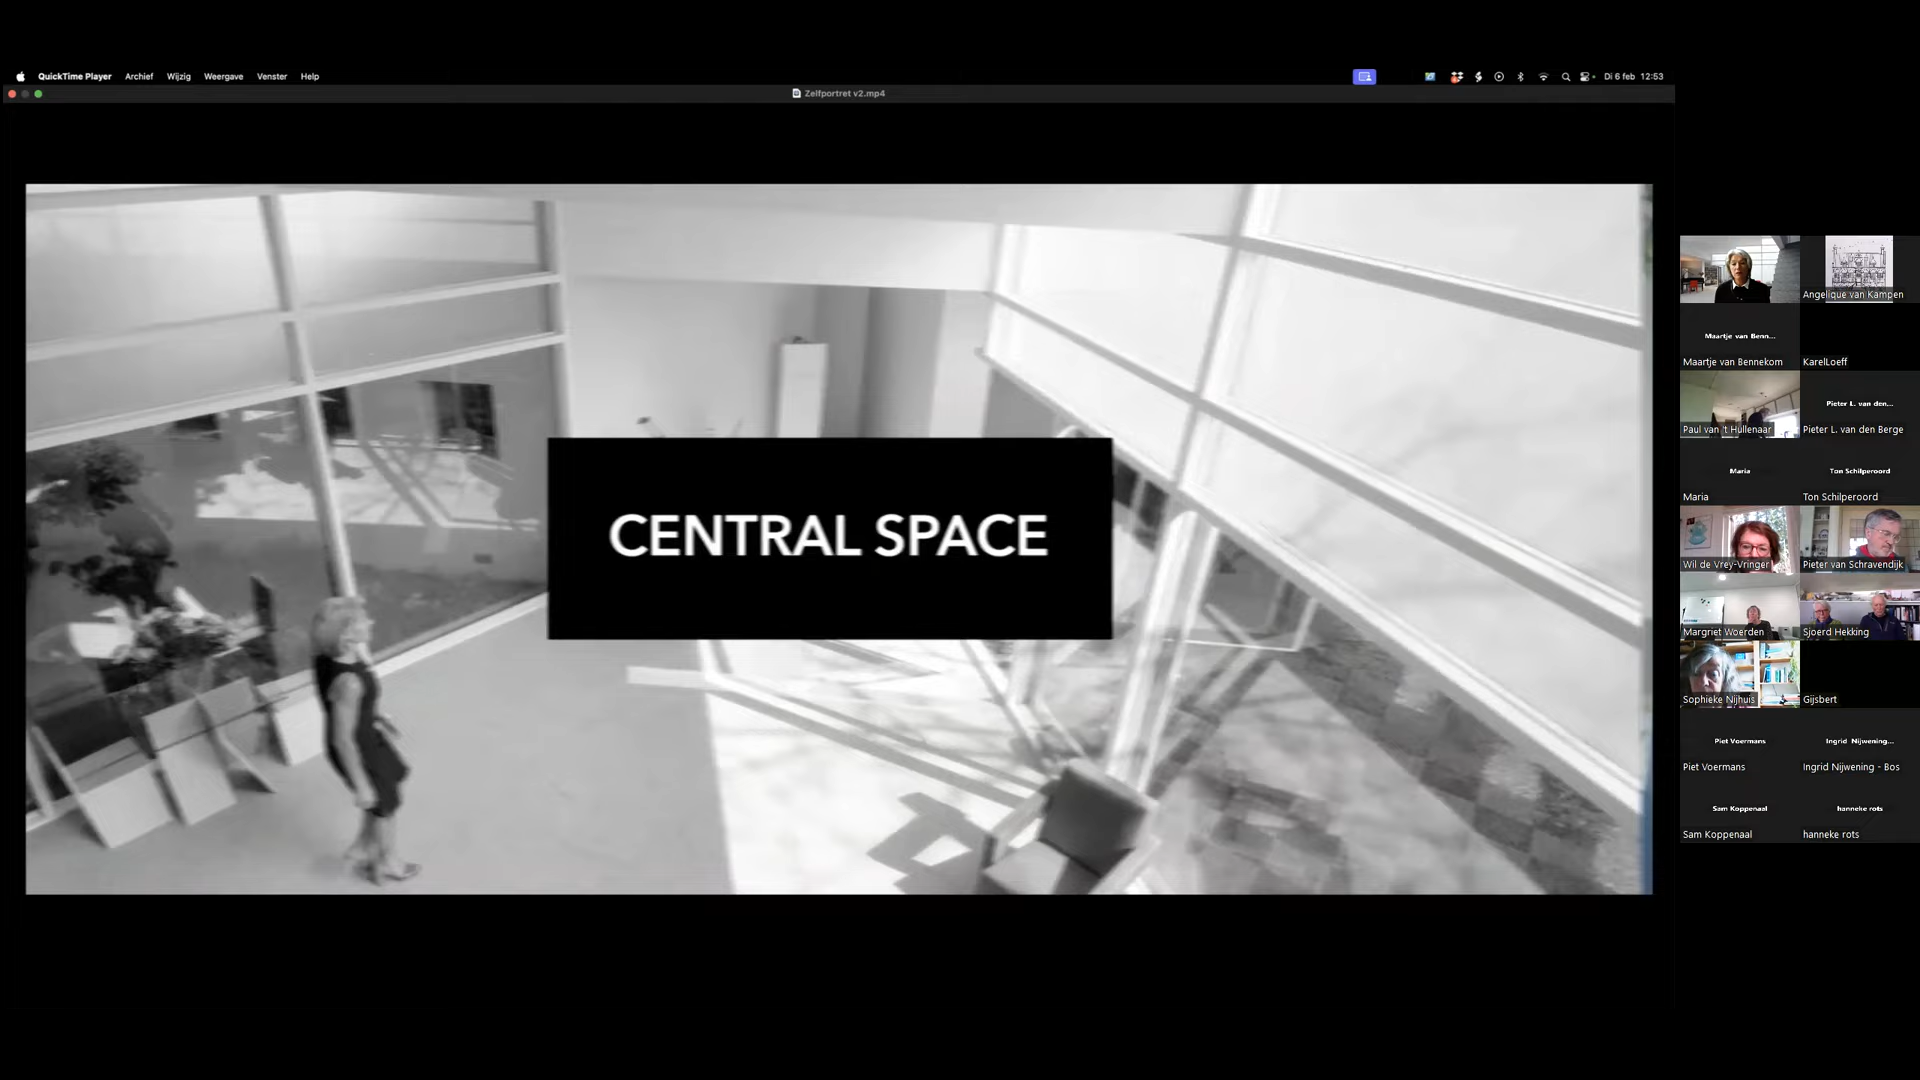 QuickTime Player Archief Wijzig Weergave Venster Help Di 6 feb 12:53
Zelfportret v2.mp4
CENTRAL SPACE
Angelique van Kampen
Maartje van Benn...
Maartje van Bennekom
KarelLoeff
Paul van 't Hullenaar
Pieter L. van den...
Pieter L. van den Berge
Maria
Maria
Ton Schilperoord
Ton Schilperoord
Wil de Vrey-Vringer
Pieter van Schravendijk
Margriet Woerden
Sjoerd Hekking
Sophieke Nijhuis
Gijsbert
Piet Voermans
Piet Voermans
Ingrid Nijwening...
Ingrid Nijwening - Bos
Sam Koppenaal
Sam Koppenaal
hanneke rots
hanneke rots